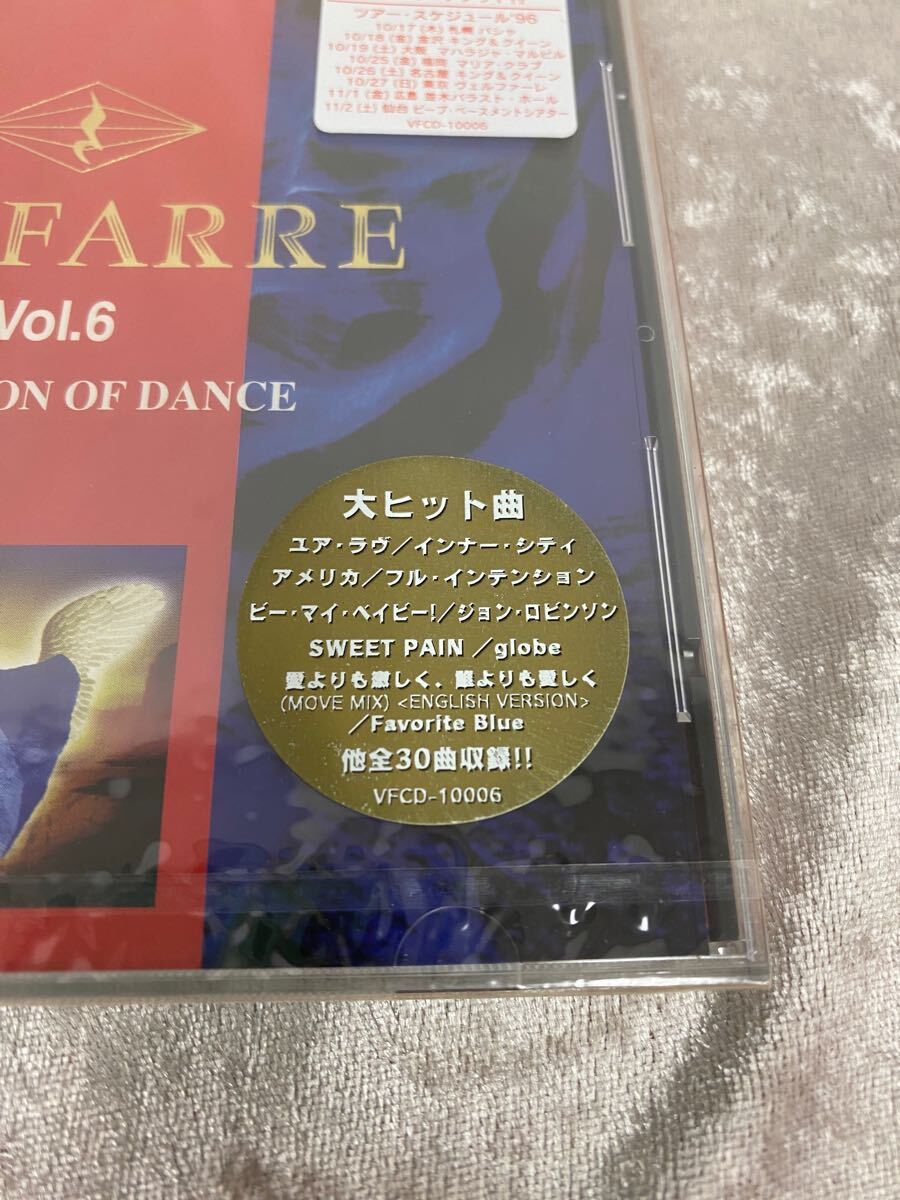 ツアー・スケジュール'96
10/17 (木) 札幌 パシャ
10/18 (金) 金沢 キング&クイーン
10/19 (土) 大阪 マハラジャ・マルビル
10/25 (金) 福岡 マリア・クラブ
10/26 (土) 名古屋 キング&クイーン
10/27 (日) 東京 ヴェルファーレ
11/1 (金) 広島 並木バラスト・ホール
11/2 (土) 仙台 ビーブ・ベースメントシアター
VFCD-10006
FARRE
Vol.6
ON OF DANCE
大ヒット曲
ユア・ラヴ/インナー・シティ
アメリカ/フル・インテンション
ビー・マイ・ベイビー!/ジョン・ロビンソン
SWEET PAIN /globe
愛よりも激しく、誰よりも愛しく
(MOVE MIX) <ENGLISH VERSION>
/Favorite Blue
他全30曲収録!!
VFCD-10006